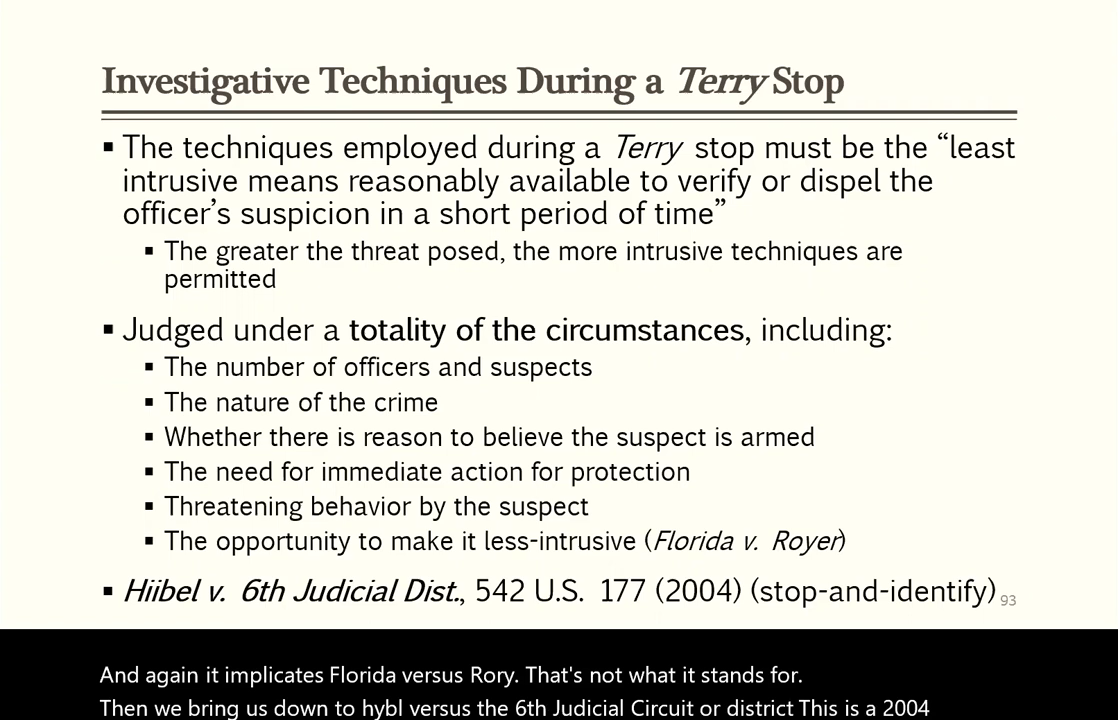 Investigative Techniques During a Terry Stop
▪ The techniques employed during a Terry stop must be the “least
intrusive means reasonably available to verify or dispel the
officer’s suspicion in a short period of time”
▪ The greater the threat posed, the more intrusive techniques are
permitted
▪ Judged under a totality of the circumstances, including:
▪ The number of officers and suspects
▪ The nature of the crime
▪ Whether there is reason to believe the suspect is armed
▪ The need for immediate action for protection
▪ Threatening behavior by the suspect
▪ The opportunity to make it less-intrusive (Florida v. Royer)
▪ Hiibel v. 6th Judicial Dist., 542 U.S. 177 (2004) (stop-and-identify)
93
And again it implicates Florida versus Rory. That's not what it stands for.
Then we bring us down to hybl versus the 6th Judicial Circuit or district This is a 2004